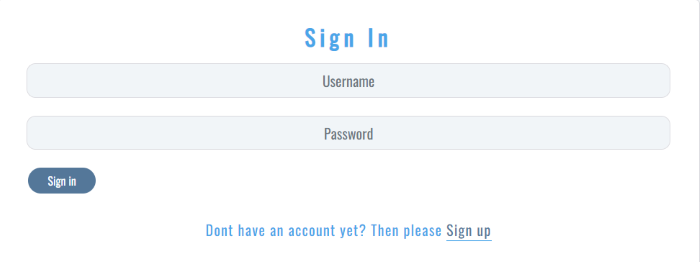 Sign In
Username
Password
Sign in
Dont have an account yet? Then please Sign up